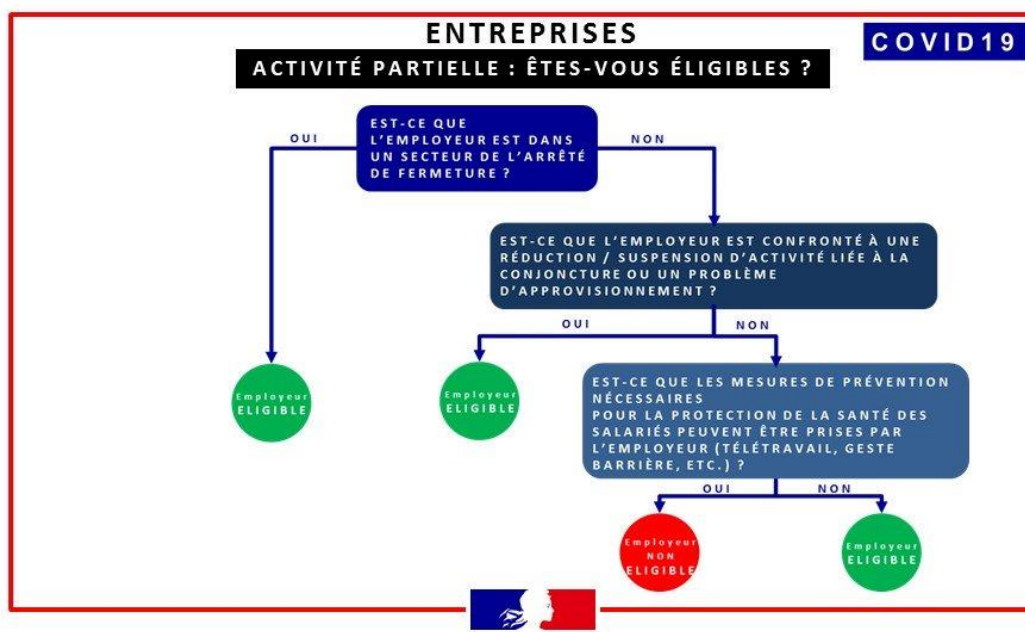 ENTREPRISES
COVID19
ACTIVITÉ PARTIELLE : ÊTES-VOUS ÉLIGIBLES ?
EST-CE QUE
L'EMPLOYEUR EST DANS
UN SECTEUR DE L'ARRÊTÉ
DE FERMETURE ?
OUI
NON
EST-CE QUE L'EMPLOYEUR EST CONFRONTÉ À UNE
RÉDUCTION / SUSPENSION D'ACTIVITÉ LIÉE À LA
CONJONCTURE OU UN PROBLÈME
D'APPROVISIONNEMENT ?
OUI
NON
Employeur
ELIGIBLE
Employeur
ELIGIBLE
EST-CE QUE LES MESURES DE PRÉVENTION
NÉCESSAIRES
POUR LA PROTECTION DE LA SANTÉ DES
SALARIÉS PEUVENT ÊTRE PRISES PAR
L'EMPLOYEUR (TÉLÉTRAVAIL, GESTE
BARRIÈRE, ETC.) ?
OUI
NON
Employeur
NON
ELIGIBLE
Employeur
ELIGIBLE